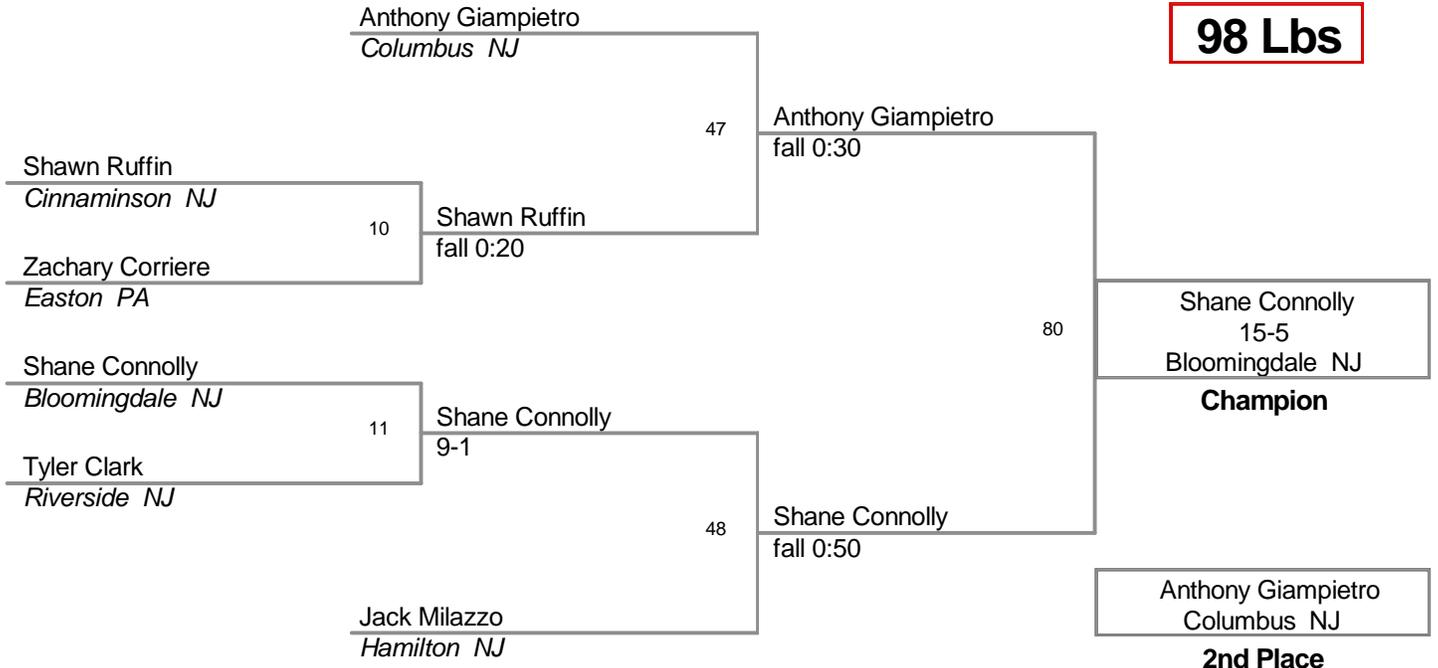 Anthony Giampietro
Columbus NJ
98 Lbs
47
Anthony Giampietro
fall 0:30
Shawn Ruffin
Cinnaminson NJ
10
Shawn Ruffin
fall 0:20
Zachary Corriere
Easton PA
80
Shane Connolly
15-5
Bloomingdale NJ
Champion
Shane Connolly
Bloomingdale NJ
11
Shane Connolly
9-1
Tyler Clark
Riverside NJ
48
Shane Connolly
fall 0:50
Jack Milazzo
Hamilton NJ
Anthony Giampietro
Columbus NJ
2nd Place